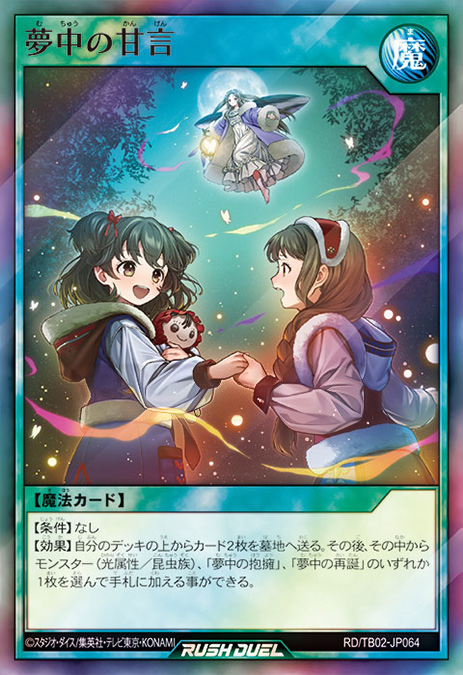 夢中の甘言
魔
【魔法カード】
【条件】なし
【効果】自分のデッキの上からカード2枚を墓地へ送る。その後、その中から
モンスター(光属性/昆虫族)、「夢中の抱擁」、「夢中の再誕」のいずれか
1枚を選んで手札に加える事ができる。
©スタジオ・ダイス/集英社・テレビ東京・KONAMI
RUSH DUEL
RD/TB02-JP064